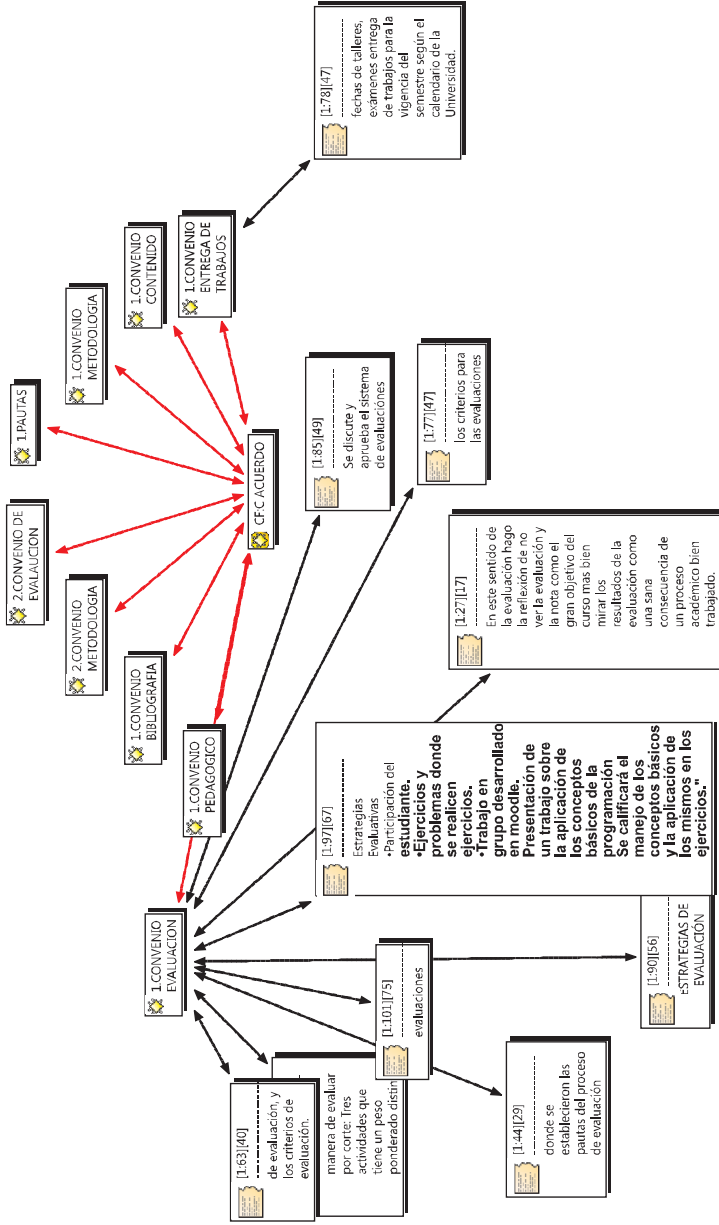 2.CONVENIO DE
EVALAUCION
1.PAUTAS
2.CONVENIO
METODOLOGIA
1.CONVENIO
METODOLOGIA
1.CONVENIO
BIBLIOGRAFIA
1.CONVENIO
CONTENIDO
1.CONVENIO
PEDAGOGICO
1.CONVENIO
ENTREGA DE
TRABAJOS
1.CONVENIO
EVALUACION
CF:C ACUERDO
[1:78][47]
fechas de talleres,
exámenes entrega
de trabajos para la
vigencia del
semestre según el
calendario de la
Universidad.
[1:63][40]
de evaluación, y
los criterios de
evaluación.
manera de evaluar
por corte: Tres
actividades que
tiene un peso
ponderado distin
[1:85][49]
Se discute y
aprueba el sistema
de evaluaciónes
[1:77][47]
los criterios para
las evaluaciones
[1:101][75]
evaluaciones
[1:97][67]
Estrategias
Evaluativas
•Participación del
estudiante.
•Ejercicios y
problemas donde
se realicen
ejercicios.
•Trabajo en
grupo desarrollado
en moodle.
Presentación de
un trabajo sobre
la aplicación de
los conceptos
básicos de la
programación
Se calificará el
manejo de los
conceptos básicos
y la aplicación de
los mismos en los
ejercicios."
[1:27][17]
En este sentido de
la evaluación hago
la reflexión de no
ver la evaluación y
la nota como el
gran objetivo del
curso mas bien
mirar los
resultados de la
evaluación como
una sana
consecuencia de
un proceso
académico bien
trabajado.
[1:44][29]
donde se
establecieron las
pautas del proceso
de evaluación
[1:90][56]
ESTRATEGIAS DE
EVALUACIÓN